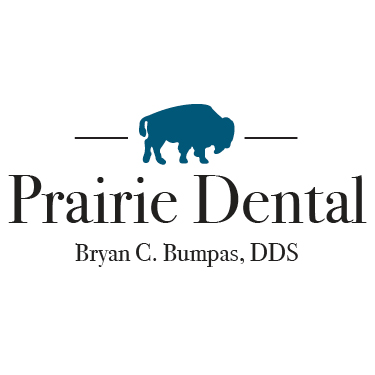 Prairie Dental
Bryan C. Bumpas, DDS